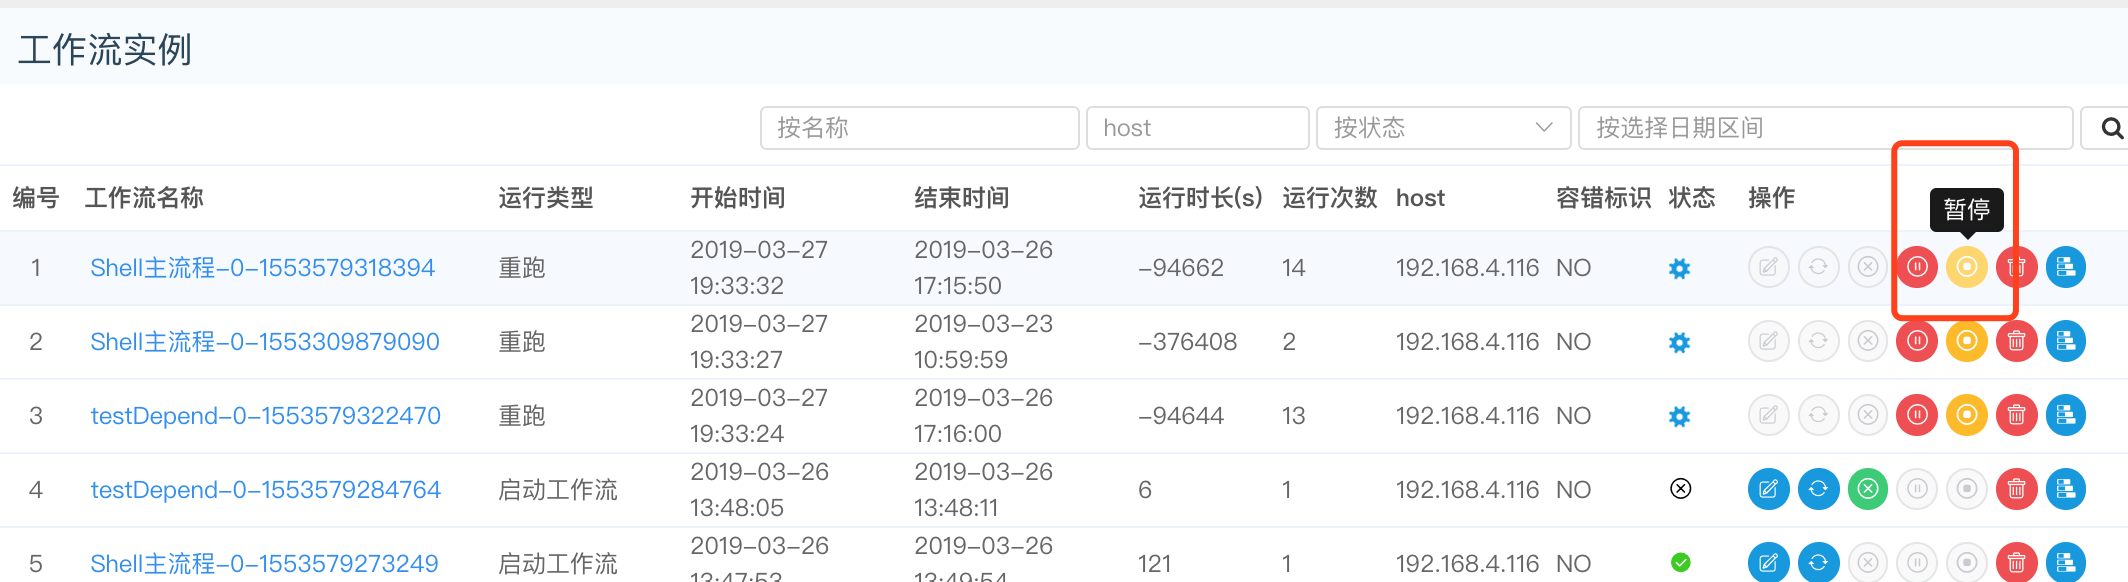 工作流实例
按名称 host 按状态 按选择日期区间
编号 工作流名称 运行类型 开始时间 结束时间 运行时长(s) 运行次数 host 容错标识 状态 操作
暂停
1 Shell主流程-0-1553579318394 重跑 2019-03-27 19:33:32 2019-03-26 17:15:50 -94662 14 192.168.4.116 NO
2 Shell主流程-0-1553309879090 重跑 2019-03-27 19:33:27 2019-03-23 10:59:59 -376408 2 192.168.4.116 NO
3 testDepend-0-1553579322470 重跑 2019-03-27 19:33:24 2019-03-26 17:16:00 -94644 13 192.168.4.116 NO
4 testDepend-0-1553579284764 启动工作流 2019-03-26 13:48:05 2019-03-26 13:48:11 6 1 192.168.4.116 NO
5 Shell主流程-0-1553579273249 启动工作流 2019-03-26 13:47:53 2019-03-26 13:49:54 121 1 192.168.4.116 NO